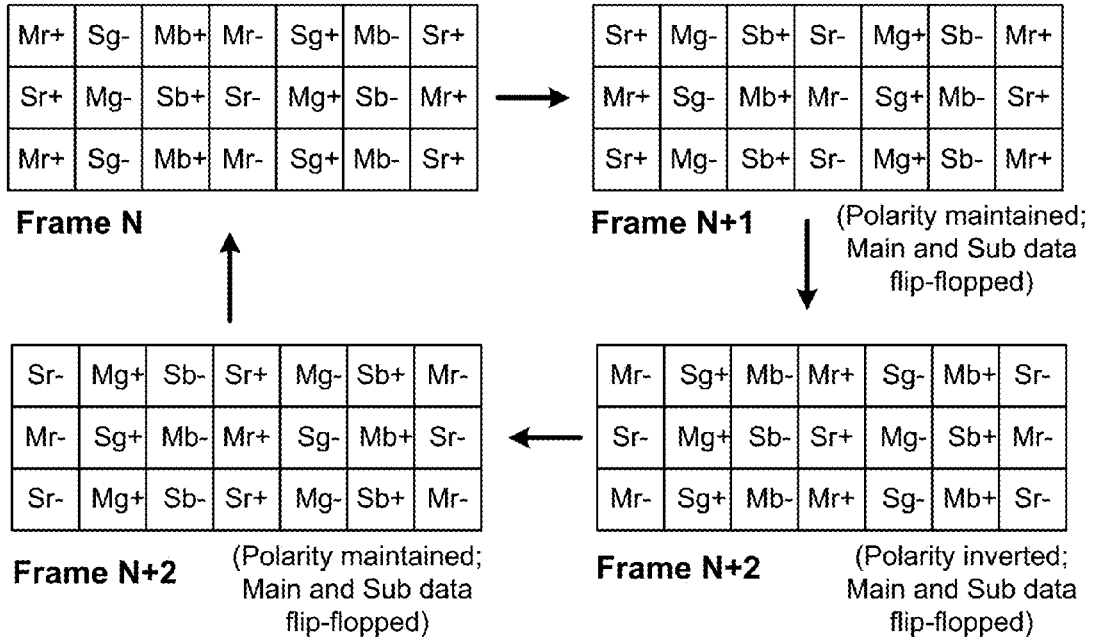 Mr+ Sg- Mb+ Mr- Sg+ Mb- Sr+
Sr+ Mg- Sb+ Sr- Mg+ Sb- Mr+
Mr+ Sg- Mb+ Mr- Sg+ Mb- Sr+
Frame N
Sr+ Mg- Sb+ Sr- Mg+ Sb- Mr+
Mr+ Sg- Mb+ Mr- Sg+ Mb- Sr+
Sr+ Mg- Sb+ Sr- Mg+ Sb- Mr+
Frame N+1
(Polarity maintained;
Main and Sub data
flip-flopped)
Sr- Mg+ Sb- Sr+ Mg- Sb+ Mr-
Mr- Sg+ Mb- Mr+ Sg- Mb+ Sr-
Sr- Mg+ Sb- Sr+ Mg- Sb+ Mr-
Frame N+2
(Polarity maintained;
Main and Sub data
flip-flopped)
Mr- Sg+ Mb- Mr+ Sg- Mb+ Sr-
Sr- Mg+ Sb- Sr+ Mg- Sb+ Mr-
Mr- Sg+ Mb- Mr+ Sg- Mb+ Sr-
Frame N+2
(Polarity inverted;
Main and Sub data
flip-flopped)